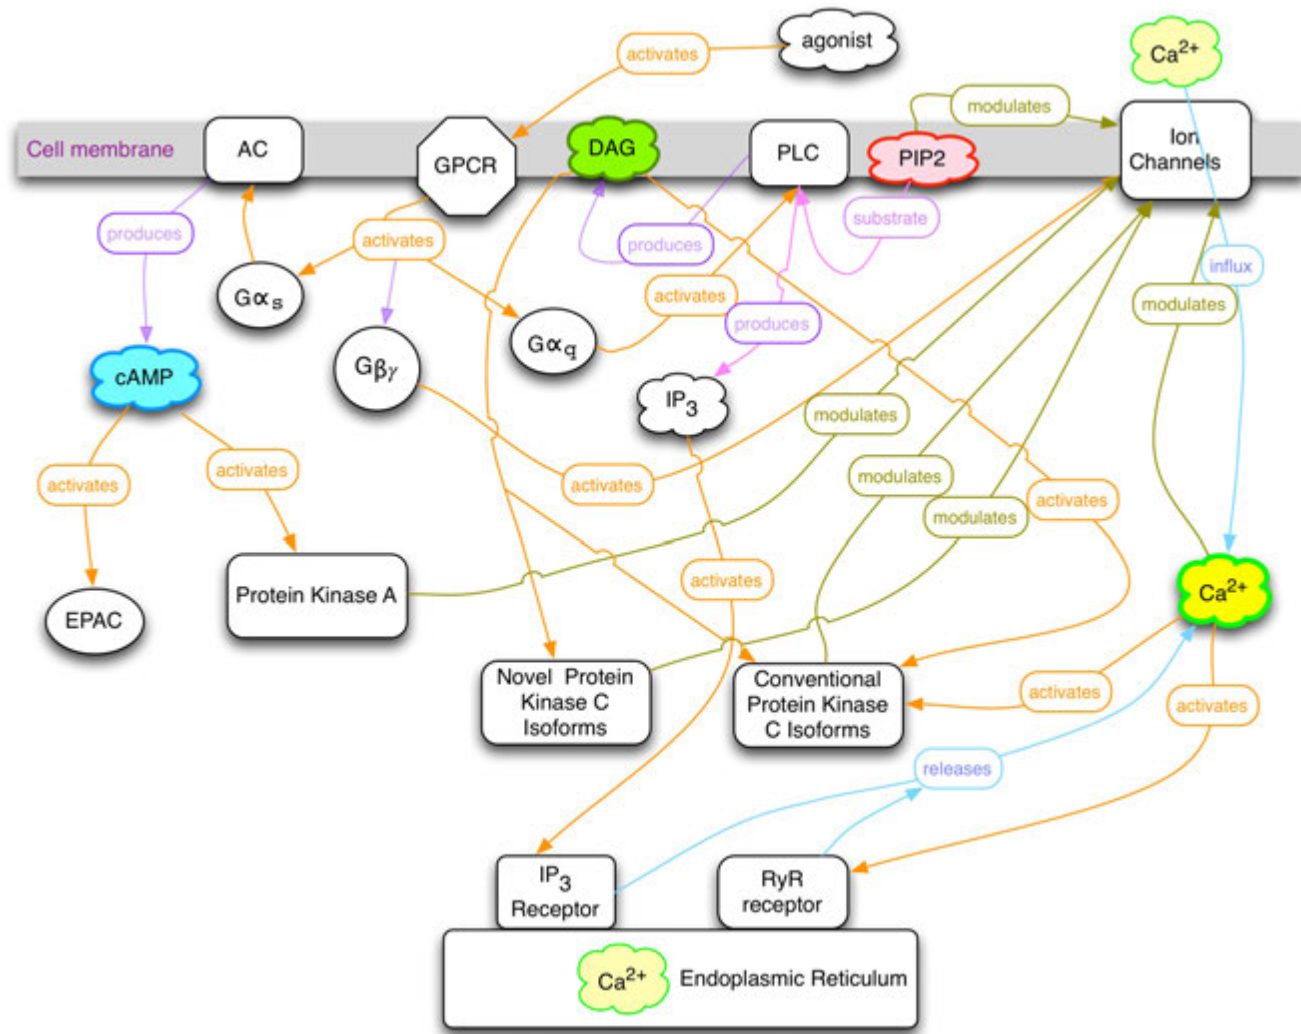 agonist
activates
Ca2+
modulates
Cell membrane
AC
GPCR
DAG
PLC
PIP2
Ion
Channels
produces
activates
produces
substrate
influx
Gαs
activates
modulates
Gαq
produces
Gβγ
cAMP
IP3
modulates
activates
activates
activates
modulates
modulates
activates
activates
Protein Kinase A
EPAC
Ca2+
Novel Protein
Kinase C
Isoforms
Conventional
Protein Kinase
C Isoforms
activates
activates
releases
IP3
Receptor
RyR
receptor
Ca2+
Endoplasmic Reticulum